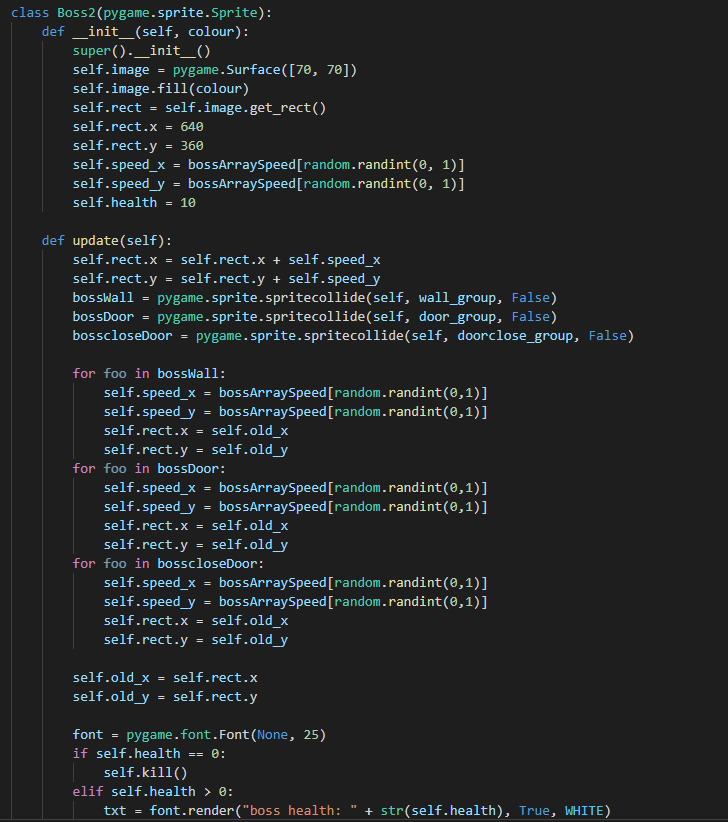 class Boss2(pygame.sprite.Sprite):
    def __init__(self, colour):
        super().__init__()
        self.image = pygame.Surface([70, 70])
        self.image.fill(colour)
        self.rect = self.image.get_rect()
        self.rect.x = 640
        self.rect.y = 360
        self.speed_x = bossArraySpeed[random.randint(0, 1)]
        self.speed_y = bossArraySpeed[random.randint(0, 1)]
        self.health = 10

    def update(self):
        self.rect.x = self.rect.x + self.speed_x
        self.rect.y = self.rect.y + self.speed_y
        bossWall = pygame.sprite.spritecollide(self, wall_group, False)
        bossDoor = pygame.sprite.spritecollide(self, door_group, False)
        bosscloseDoor = pygame.sprite.spritecollide(self, doorclose_group, False)

        for foo in bossWall:
            self.speed_x = bossArraySpeed[random.randint(0,1)]
            self.speed_y = bossArraySpeed[random.randint(0,1)]
            self.rect.x = self.old_x
            self.rect.y = self.old_y
        for foo in bossDoor:
            self.speed_x = bossArraySpeed[random.randint(0,1)]
            self.speed_y = bossArraySpeed[random.randint(0,1)]
            self.rect.x = self.old_x
            self.rect.y = self.old_y
        for foo in bosscloseDoor:
            self.speed_x = bossArraySpeed[random.randint(0,1)]
            self.speed_y = bossArraySpeed[random.randint(0,1)]
            self.rect.x = self.old_x
            self.rect.y = self.old_y

        self.old_x = self.rect.x
        self.old_y = self.rect.y

        font = pygame.font.Font(None, 25)
        if self.health == 0:
            self.kill()
        elif self.health > 0:
            txt = font.render("boss health: " + str(self.health), True, WHITE)